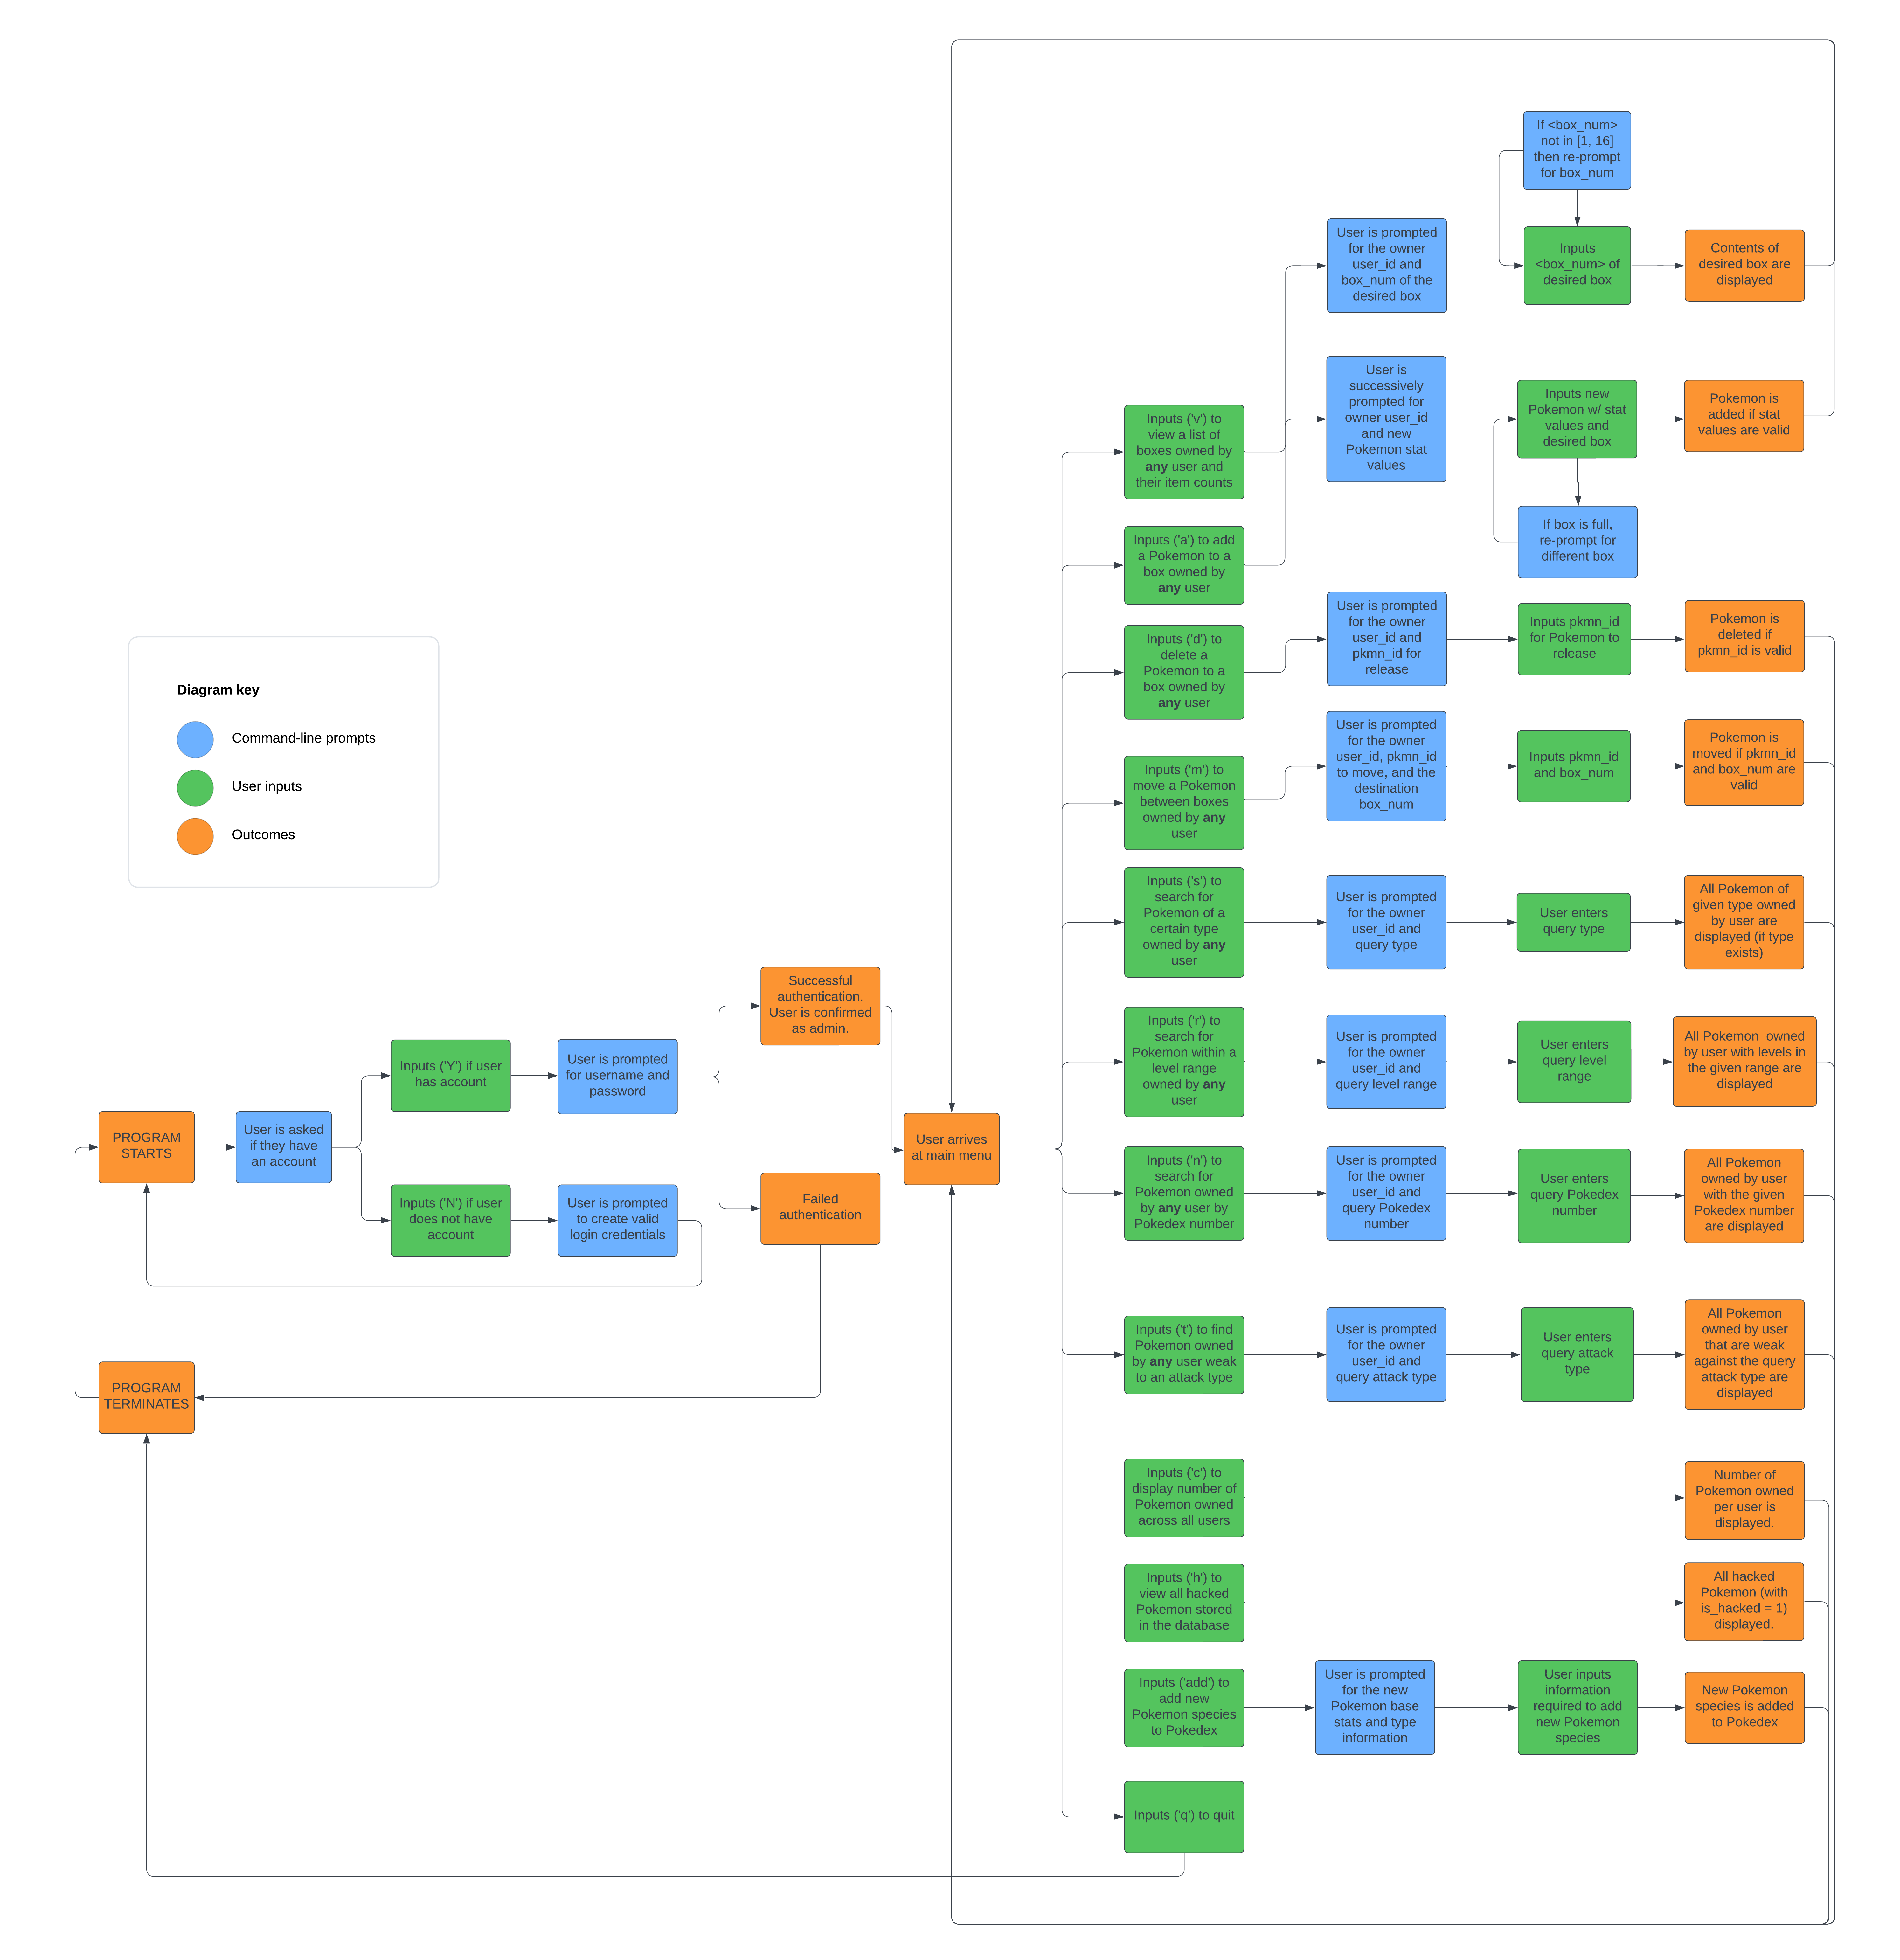 If <box_num>
not in [1, 16]
then re-prompt
for box_num
User is prompted
for the owner
user_id and
box_num of the
desired box
Inputs
<box_num> of
desired box
Contents of
desired box are
displayed
Inputs ('v') to
view a list of
boxes owned by
any user and
their item counts
User is
successively
prompted for
owner user_id
and new
Pokemon stat
values
Inputs new
Pokemon w/ stat
values and
desired box
Pokemon is
added if stat
values are valid
Inputs ('a') to add
a Pokemon to a
box owned by
any user
If box is full,
re-prompt for
different box
Inputs ('d') to
delete a
Pokemon to a
box owned by
any user
User is prompted
for the owner
user_id and
pkmn_id for
release
Inputs pkmn_id
for Pokemon to
release
Pokemon is
deleted if
pkmn_id is valid
Diagram key
Command-line prompts
User inputs
Outcomes
Inputs ('m') to
move a Pokemon
between boxes
owned by any
user
User is prompted
for the owner
user_id, pkmn_id
to move, and the
destination
box_num
Inputs pkmn_id
and box_num
Pokemon is
moved if pkmn_id
and box_num are
valid
Inputs ('s') to
search for
Pokemon of a
certain type
owned by any
user
User is prompted
for the owner
user_id and
query type
User enters
query type
All Pokemon of
given type owned
by user are
displayed (if type
exists)
Successful
authentication.
User is confirmed
as admin.
Inputs ('r') to
search for
Pokemon within a
level range
owned by any
user
User is prompted
for the owner
user_id and
query level range
User enters
query level
range
All Pokemon  owned
by user with levels in
the given range are
displayed
Inputs ('Y') if user
has account
User is prompted
for username and
password
PROGRAM
STARTS
User is asked
if they have
an account
User arrives
at main menu
Inputs ('N') if user
does not have
account
User is prompted
to create valid
login credentials
Failed
authentication
Inputs ('n') to
search for
Pokemon owned
by any user by
Pokedex number
User is prompted
for the owner
user_id and
query Pokedex
number
User enters
query Pokedex
number
All Pokemon
owned by user
with the given
Pokedex number
are displayed
PROGRAM
TERMINATES
Inputs ('t') to find
Pokemon owned
by any user weak
to an attack type
User is prompted
for the owner
user_id and
query attack type
User enters
query attack
type
All Pokemon
owned by user
that are weak
against the query
attack type are
displayed
Inputs ('c') to
display number of
Pokemon owned
across all users
Number of
Pokemon owned
per user is
displayed.
Inputs ('h') to
view all hacked
Pokemon stored
in the database
All hacked
Pokemon (with
is_hacked = 1)
displayed.
Inputs ('add') to
add new
Pokemon species
to Pokedex
User is prompted
for the new
Pokemon base
stats and type
information
User inputs
information
required to add
new Pokemon
species
New Pokemon
species is added
to Pokedex
Inputs ('q') to quit